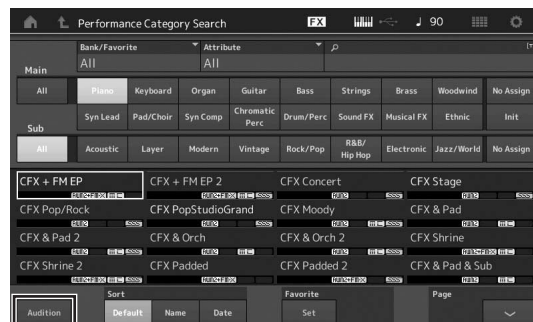 Performance Category Search FX 90
Bank/Favorite Attribute
Main All All
All Piano Keyboard Organ Guitar Bass Strings Brass Woodwind No Assign
Syn Lead Pad/Choir Syn Comp Chromatic Perc Drum/Perc Sound FX Musical FX Ethnic Init
Sub
All Acoustic Layer Modern Vintage Rock/Pop R&B/ Hip Hop Electronic Jazz/World No Assign
CFX + FM EP CFX + FM EP 2 CFX Concert CFX Stage
CFX Pop/Rock CFX PopStudioGrand CFX Moody CFX & Pad
CFX & Pad 2 CFX & Orch CFX & Orch 2 CFX Shrine
CFX Shrine 2 CFX Padded CFX Padded 2 CFX & Pad & Sub
Sort Favorite Page
Audition Default Name Date Set